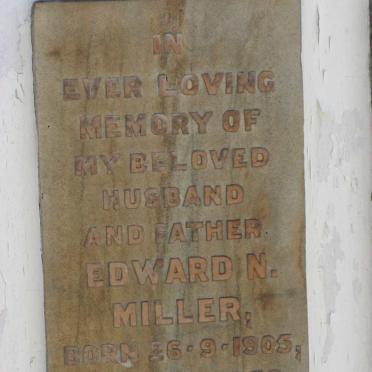 IN
EVER LOVING
MEMORY OF
MY BELOVED
HUSBAND
AND FATHER
EDWARD N.
MILLER,
BORN 26·9·1905,